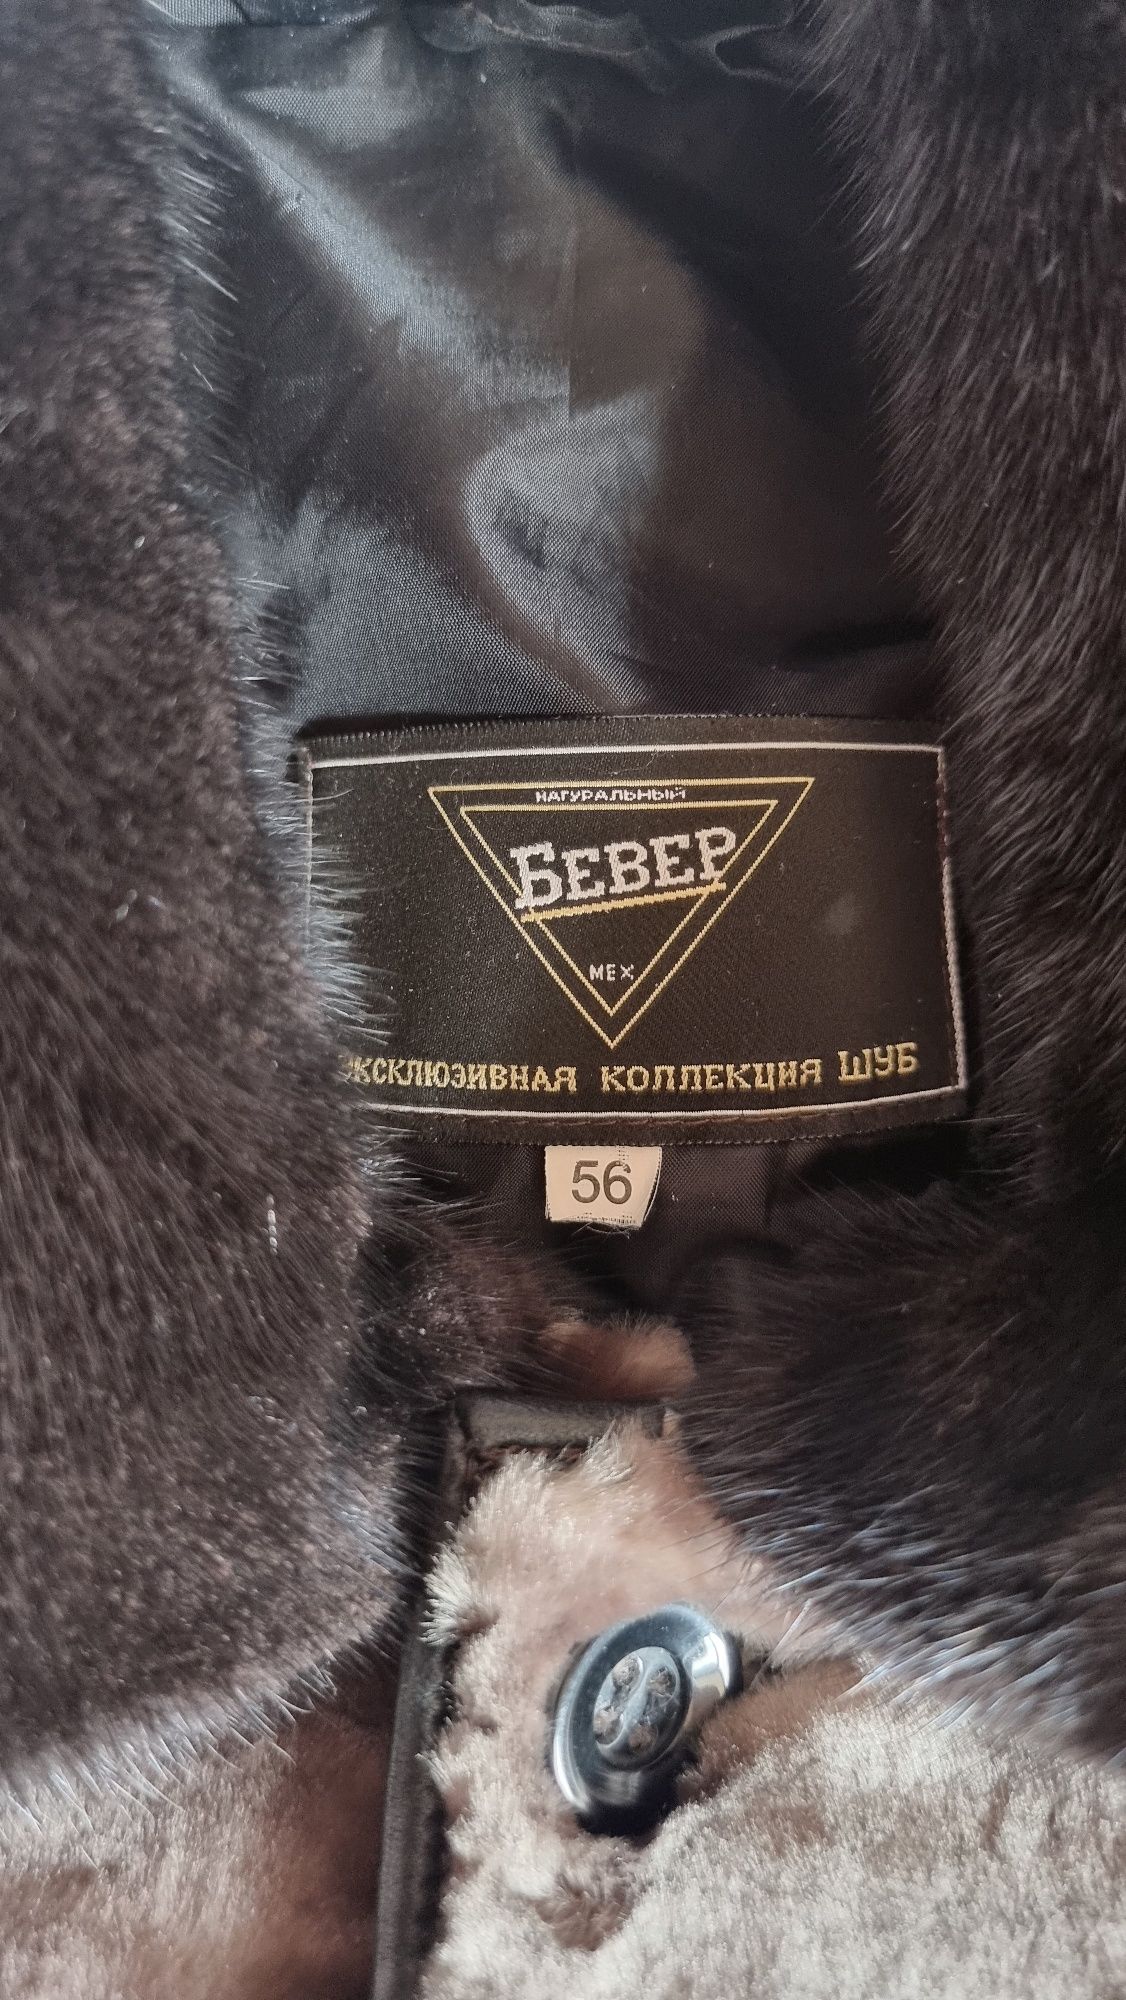 НАТУРАЛЬНЫЙ
БЕВЕР
МЕХ
ЭКСКЛЮЗИВНАЯ КОЛЛЕКЦИЯ ШУБ
56